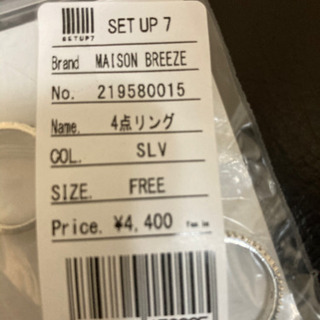 SETUP7 SET UP 7
Brand MAISON BREEZE
No. 219580015
Name. 4点リング
COL. SLV
SIZE. FREE
Price. ¥4,400